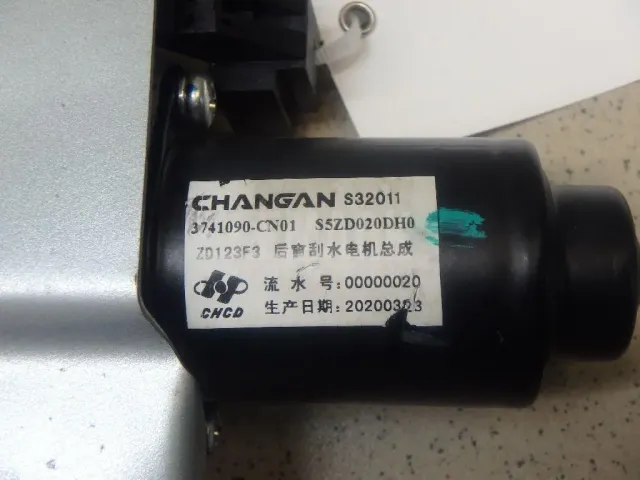 CHANGAN S32011
3741090-CN01 S5ZD020DH0
ZD123F3 后窗刮水电机总成
流水号:00000020
CHCD
生产日期:20200323